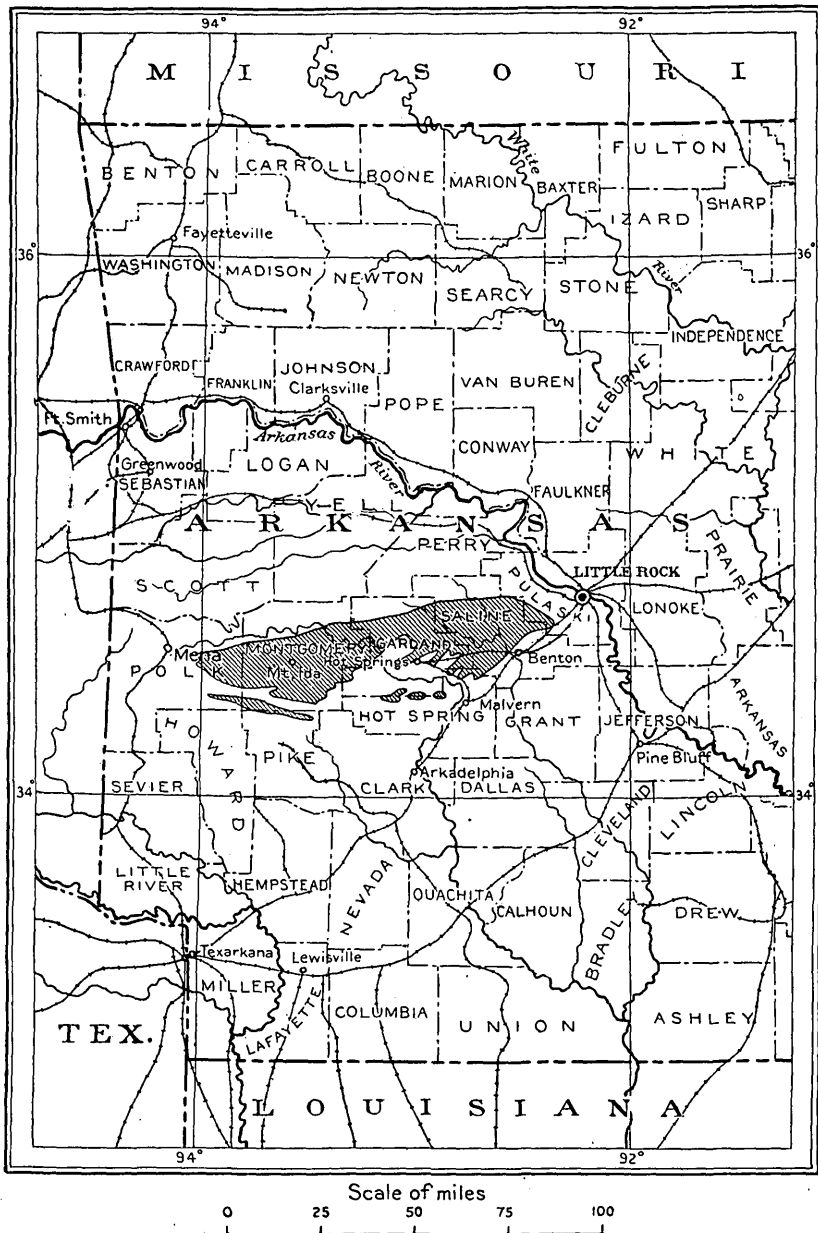 94° 92°
MISSOURI
White
FULTON
BENTON
CARROLL
BOONE
MARION
BAXTER
SHARP
IZARD
Fayetteville
36° 36°
WASHINGTON
MADISON
NEWTON
SEARCY
STONE
River
INDEPENDENCE
CRAWFORD
FRANKLIN
JOHNSON
Clarksville
POPE
VAN BUREN
CLEBURNE
Ft. Smith
Arkansas
River
CONWAY
WHITE
Greenwood
SEBASTIAN
LOGAN
YELL
FAULKNER
ARKANSAS
PERRY
PRAIRIE
SCOTT
LITTLE ROCK
PULASKI
LONOKE
SALINE
MONTGOMERY
GARLAND
Mena
Hot Springs
Benton
POLK
Mt. Ida
Malvern
HOT SPRING
GRANT
JEFFERSON
ARKANSAS
HOWARD
PIKE
Pine Bluff
SEVIER
Arkadelphia
CLARK
DALLAS
34° 34°
CLEVELAND
LINCOLN
LITTLE
RIVER
HEMPSTEAD
NEVADA
OUACHITA
CALHOUN
BRADLEY
DREW
Texarkana
Lewisville
MILLER
LAFAYETTE
COLUMBIA
UNION
ASHLEY
TEX.
LOUISIANA
94° 92°
Scale of miles
0 25 50 75 100